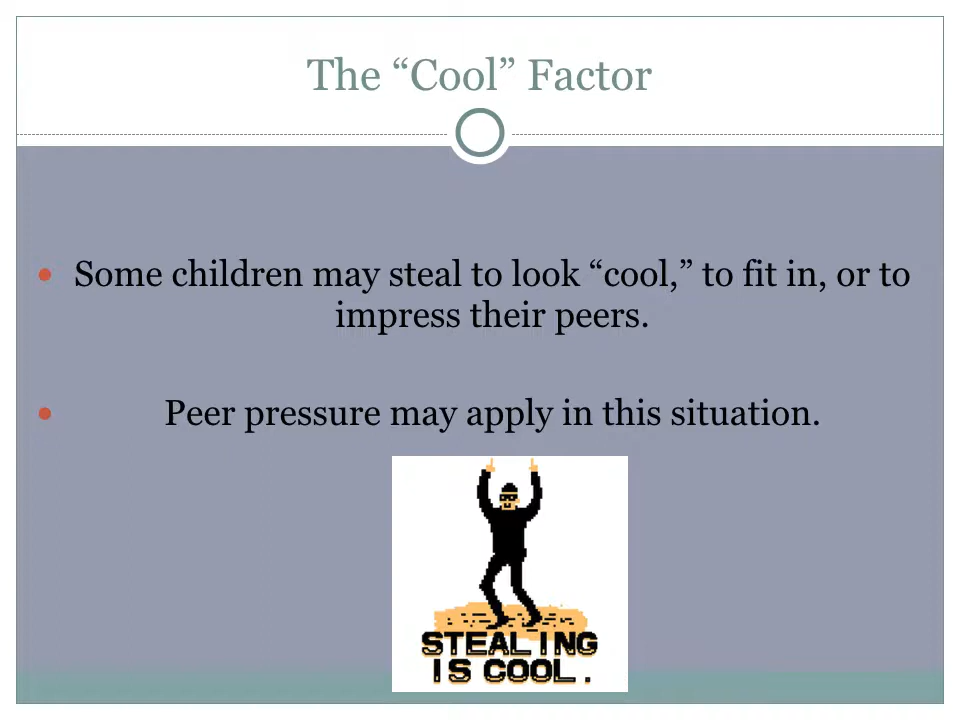 The “Cool” Factor
Some children may steal to look “cool,” to fit in, or to
impress their peers.
Peer pressure may apply in this situation.
STEALING
IS COOL.